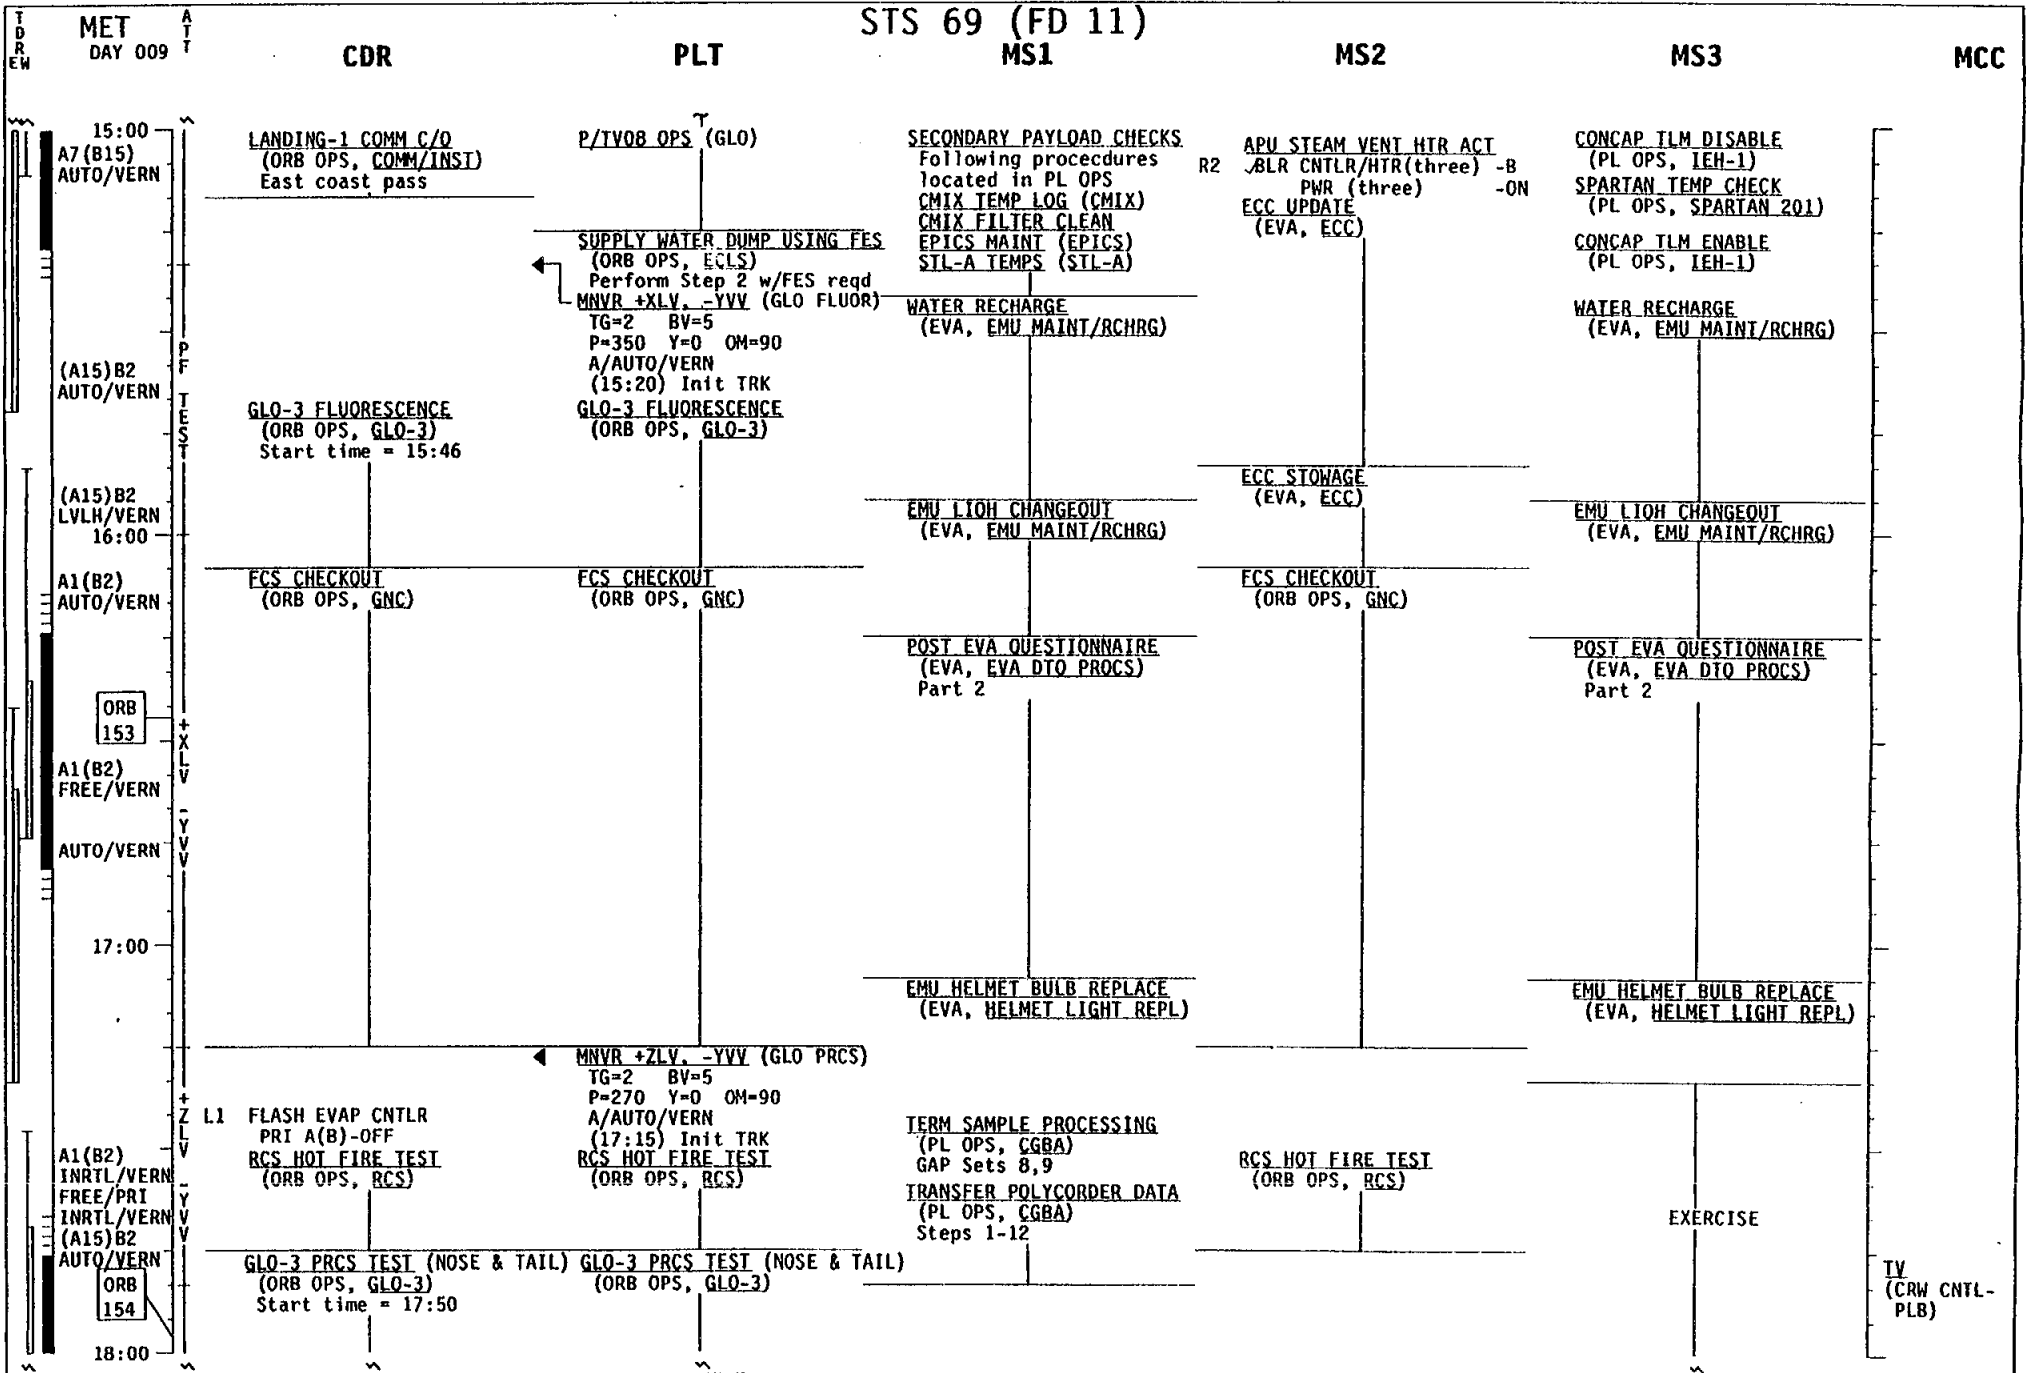 STS 69 (FD 11)
TDRE W
MET
DAY 009
ATT
CDR
PLT
MS1
MS2
MS3
MCC
15:00
A7(B15)
AUTO/VERN
(A15)B2
AUTO/VERN
(A15)B2
LVLH/VERN
16:00
A1(B2)
AUTO/VERN
ORB
153
A1(B2)
FREE/VERN
AUTO/VERN
17:00
A1(B2)
INRTL/VERN
FREE/PRI
INRTL/VERN
(A15)B2
AUTO/VERN
ORB
154
18:00
PF TEST
+XLV -YVV
+ZLV -YVV
LANDING-1 COMM C/O
(ORB OPS, COMM/INST)
East coast pass
GLO-3 FLUORESCENCE
(ORB OPS, GLO-3)
Start time = 15:46
FCS CHECKOUT
(ORB OPS, GNC)
L1 FLASH EVAP CNTLR
PRI A(B)-OFF
RCS HOT FIRE TEST
(ORB OPS, RCS)
GLO-3 PRCS TEST (NOSE & TAIL)
(ORB OPS, GLO-3)
Start time = 17:50
P/TV08 OPS (GLO)
SUPPLY WATER DUMP USING FES
(ORB OPS, ECLS)
Perform Step 2 w/FES reqd
MNVR +XLV, -YVV (GLO FLUOR)
TG=2 BV=5
P=350 Y=0 OM=90
A/AUTO/VERN
(15:20) Init TRK
GLO-3 FLUORESCENCE
(ORB OPS, GLO-3)
FCS CHECKOUT
(ORB OPS, GNC)
MNVR +ZLV, -YVV (GLO PRCS)
TG=2 BV=5
P=270 Y=0 OM=90
A/AUTO/VERN
(17:15) Init TRK
RCS HOT FIRE TEST
(ORB OPS, RCS)
GLO-3 PRCS TEST (NOSE & TAIL)
(ORB OPS, GLO-3)
SECONDARY PAYLOAD CHECKS
Following procecdures
located in PL OPS
CMIX TEMP LOG (CMIX)
CMIX FILTER CLEAN
EPICS MAINT (EPICS)
STL-A TEMPS (STL-A)
WATER RECHARGE
(EVA, EMU MAINT/RCHRG)
EMU LIOH CHANGEOUT
(EVA, EMU MAINT/RCHRG)
POST EVA QUESTIONNAIRE
(EVA, EVA DTO PROCS)
Part 2
EMU HELMET BULB REPLACE
(EVA, HELMET LIGHT REPL)
TERM SAMPLE PROCESSING
(PL OPS, CGBA)
GAP Sets 8,9
TRANSFER POLYCORDER DATA
(PL OPS, CGBA)
Steps 1-12
APU STEAM VENT HTR ACT
R2 √BLR CNTLR/HTR(three) -B
PWR (three) -ON
ECC UPDATE
(EVA, ECC)
ECC STOWAGE
(EVA, ECC)
FCS CHECKOUT
(ORB OPS, GNC)
RCS HOT FIRE TEST
(ORB OPS, RCS)
CONCAP TLM DISABLE
(PL OPS, IEH-1)
SPARTAN TEMP CHECK
(PL OPS, SPARTAN 201)
CONCAP TLM ENABLE
(PL OPS, IEH-1)
WATER RECHARGE
(EVA, EMU MAINT/RCHRG)
EMU LIOH CHANGEOUT
(EVA, EMU MAINT/RCHRG)
POST EVA QUESTIONNAIRE
(EVA, EVA DTO PROCS)
Part 2
EMU HELMET BULB REPLACE
(EVA, HELMET LIGHT REPL)
EXERCISE
TV
(CRW CNTL-
PLB)